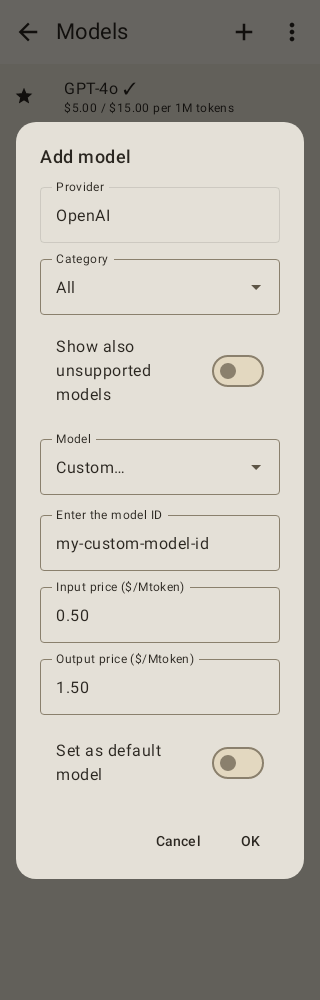 Models
GPT-4o ✓
$5.00 / $15.00 per 1M tokens
Add model
Provider
OpenAI
Category
All
Show also
unsupported
models
Model
Custom…
Enter the model ID
my-custom-model-id
Input price ($/Mtoken)
0.50
Output price ($/Mtoken)
1.50
Set as default
model
Cancel OK